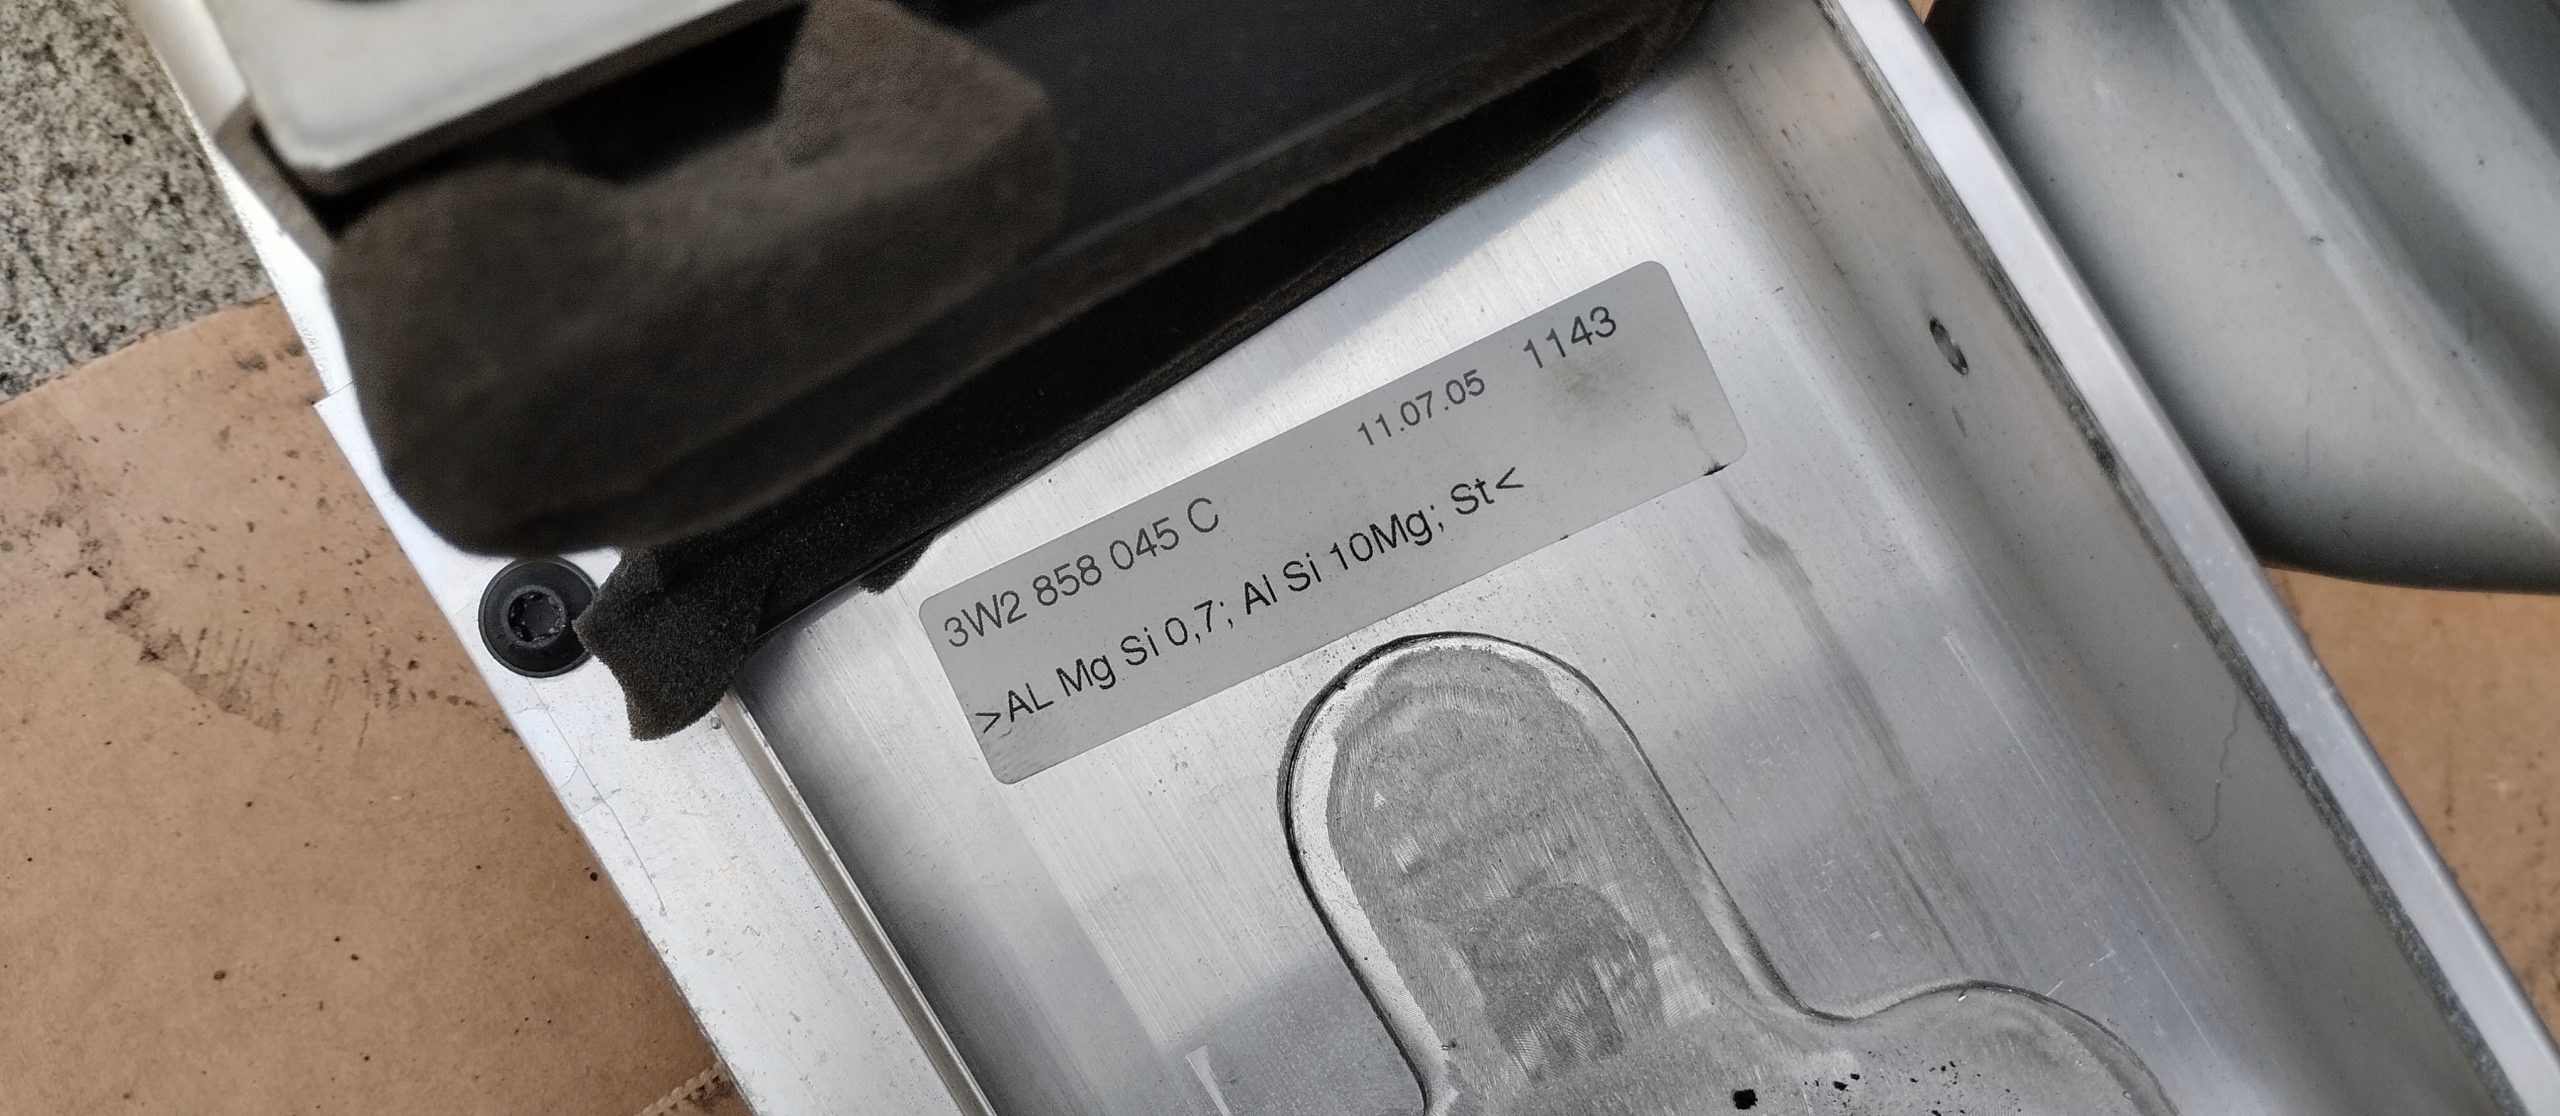 3W2 858 045 C 11.07.05 1143
>AL Mg Si 0,7; Al Si 10Mg; St<